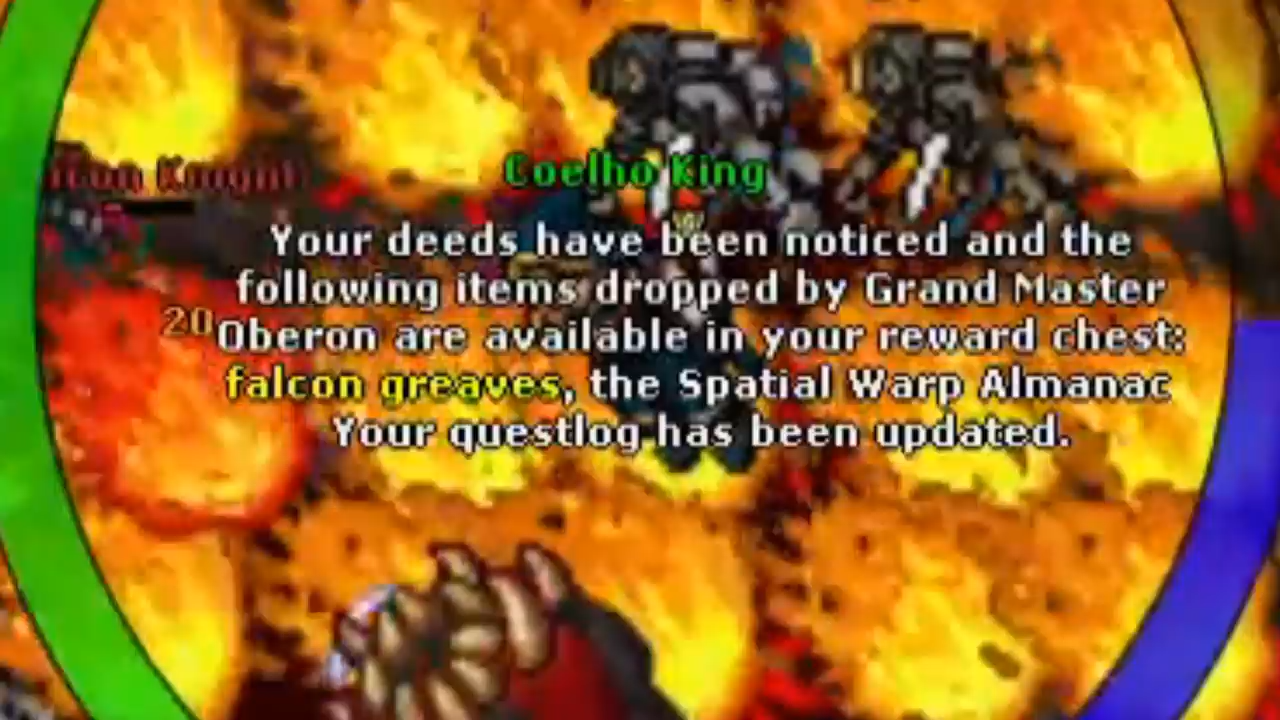 Coelho King
Your deeds have been noticed and the
following items dropped by Grand Master
20
Oberon are available in your reward chest:
falcon greaves, the Spatial Warp Almanac
Your questlog has been updated.